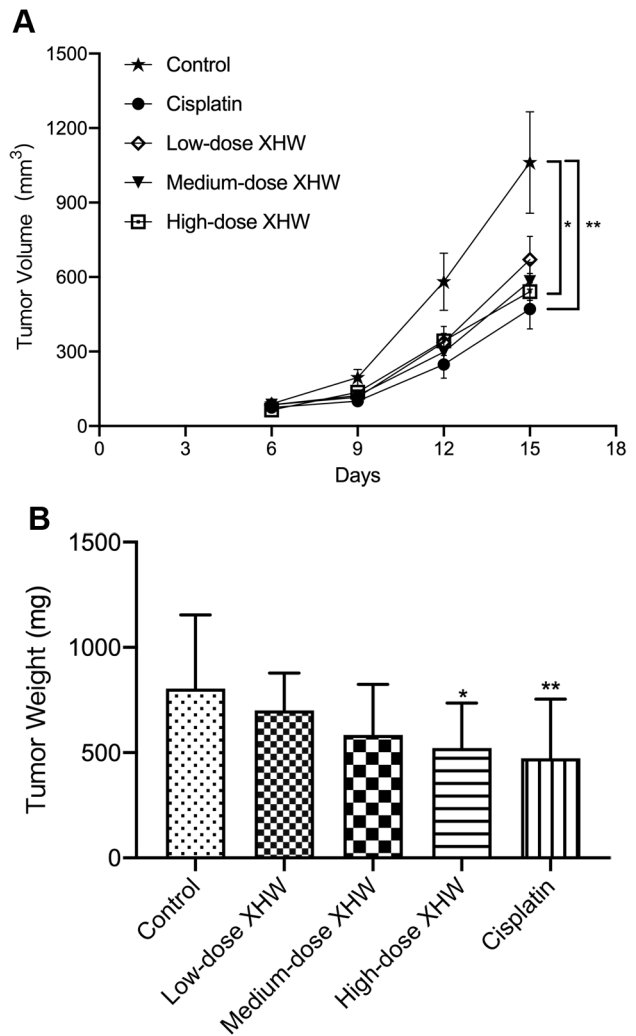 A
1500
1200
900
600
300
0
Tumor Volume (mm³)
Control
Cisplatin
Low-dose XHW
Medium-dose XHW
High-dose XHW
* **
0 3 6 9 12 15 18
Days
B
1500
1000
500
0
Tumor Weight (mg)
* **
Control
Low-dose XHW
Medium-dose XHW
High-dose XHW
Cisplatin